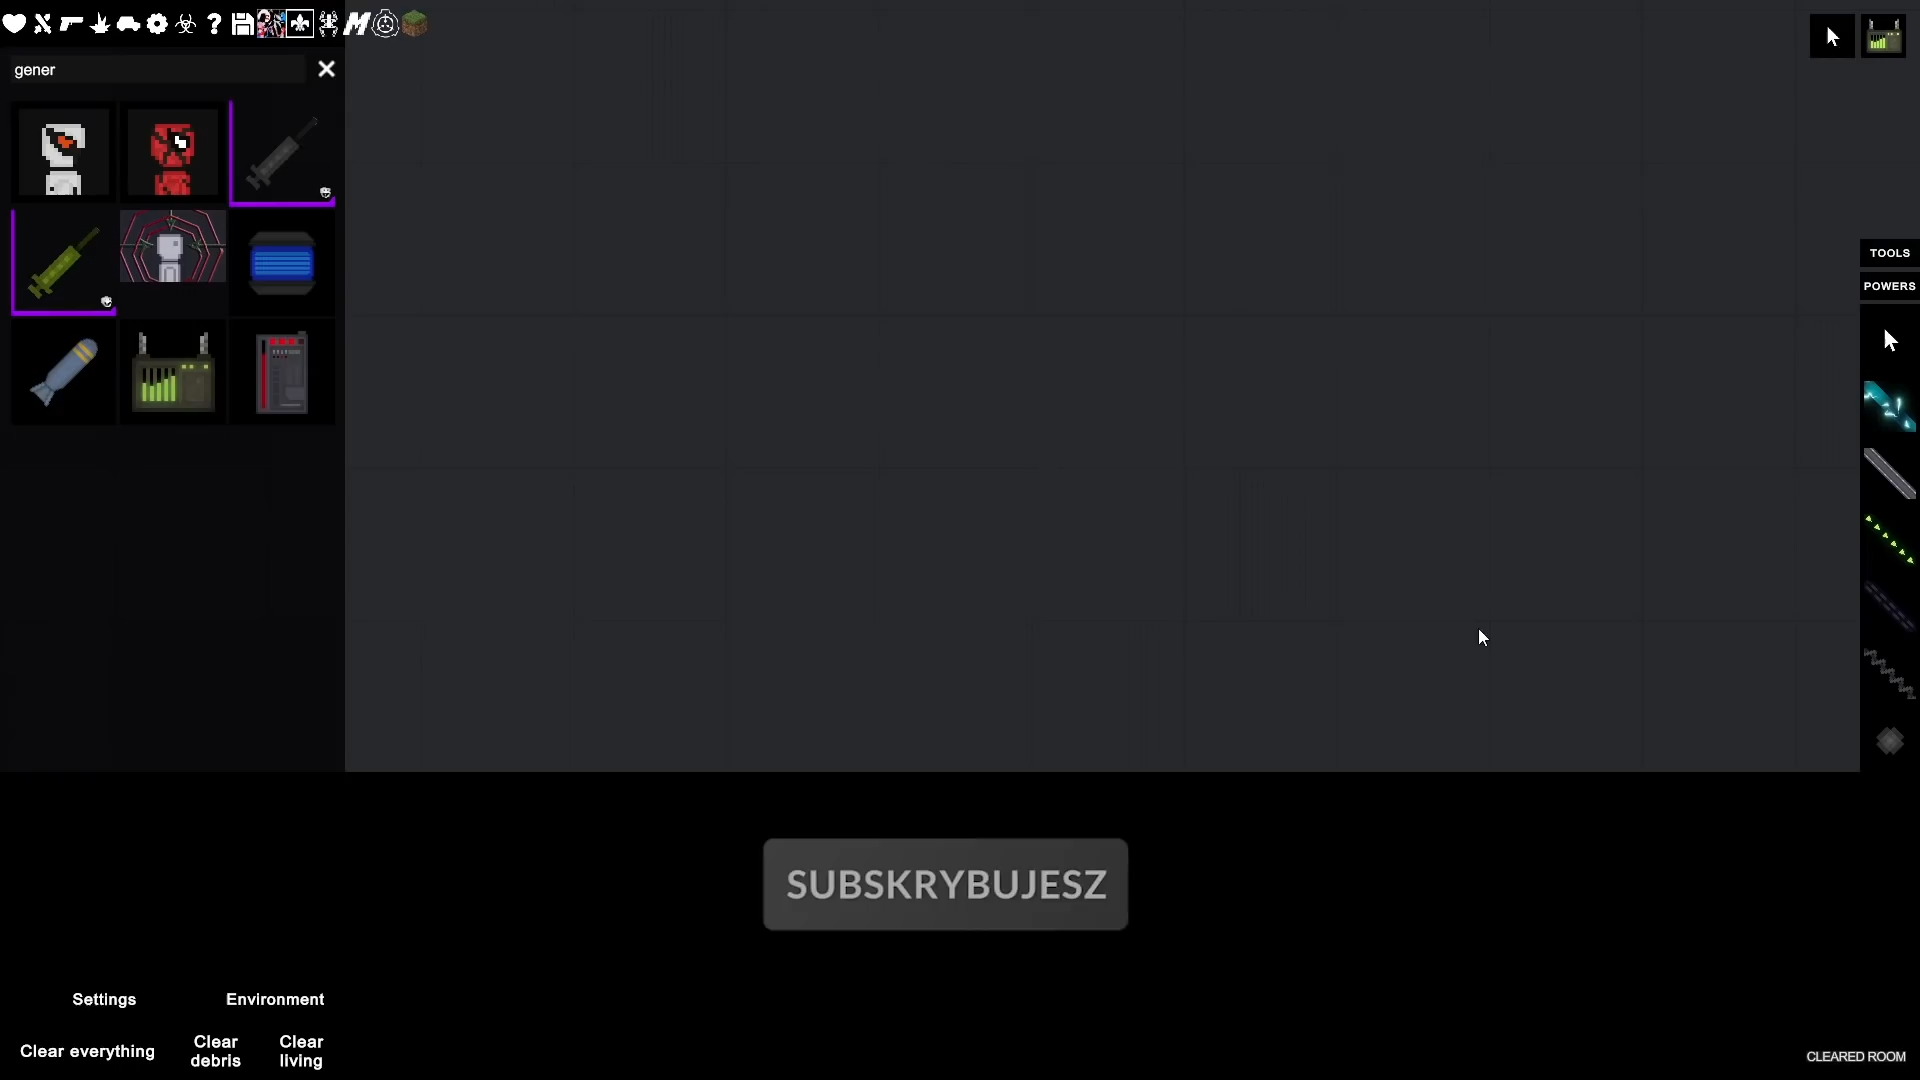 gener
TOOLS
POWERS
SUBSKRYBUJESZ
Settings
Environment
Clear everything
Clear
debris
Clear
living
CLEARED ROOM